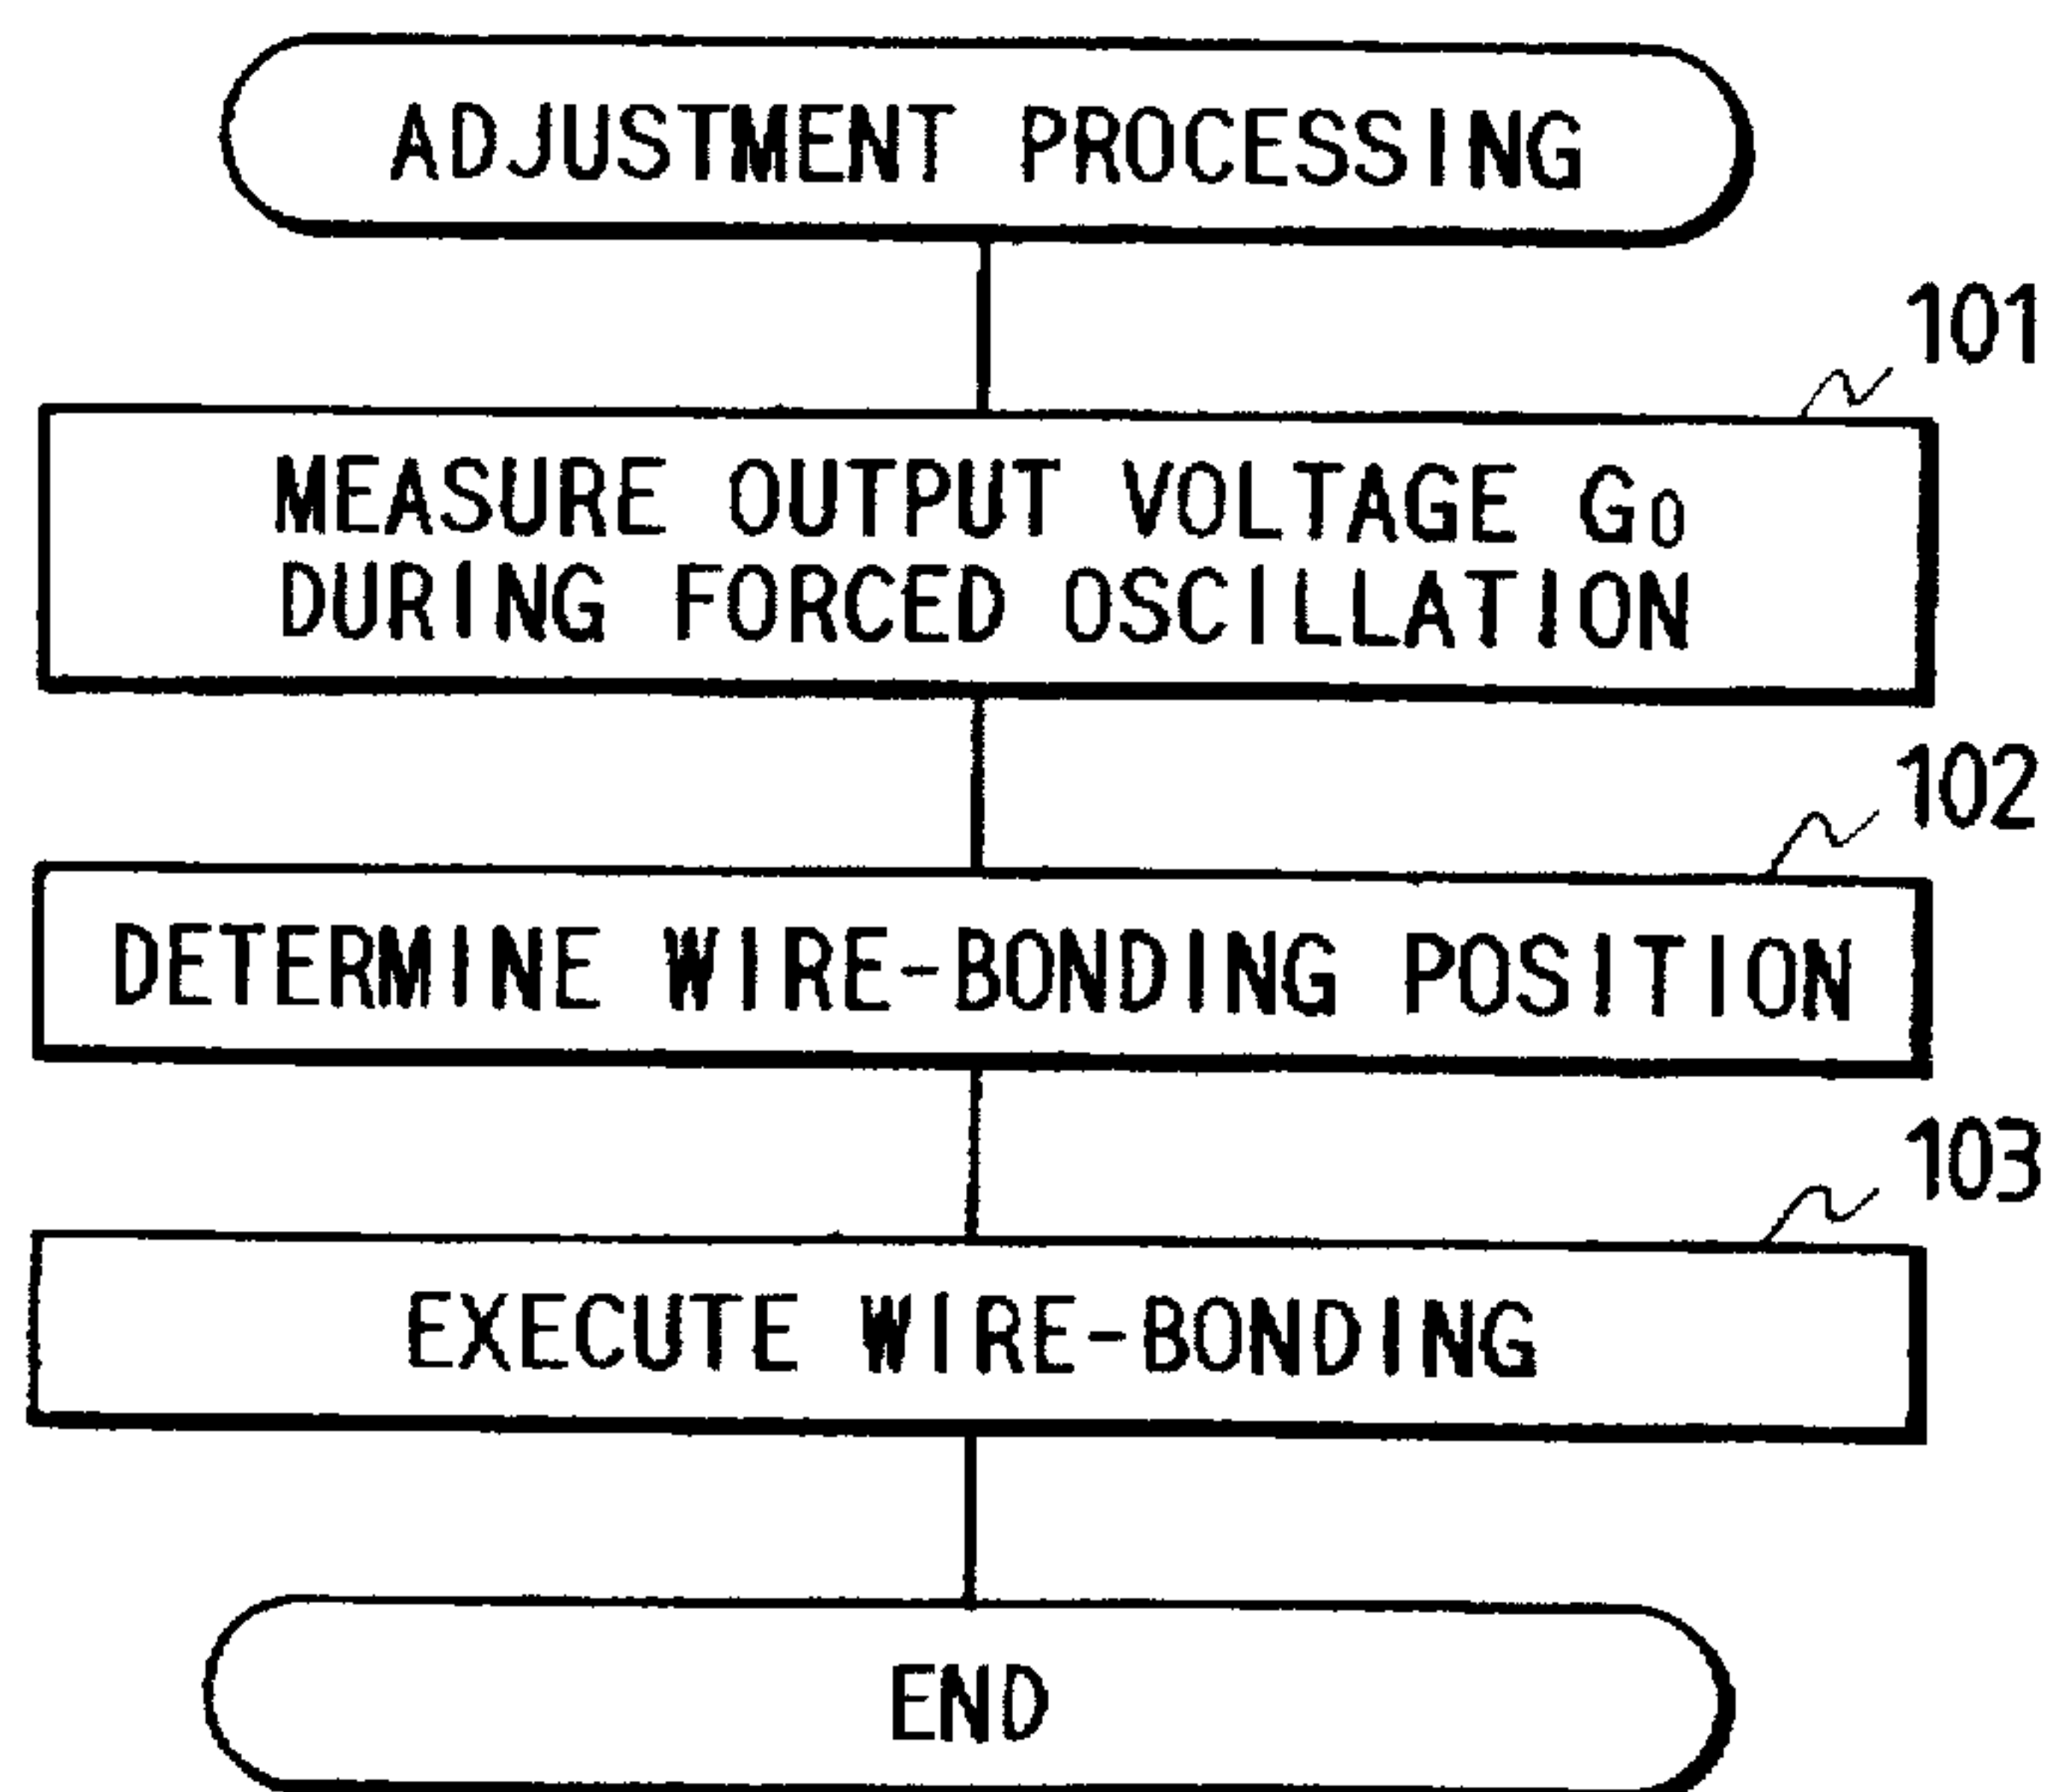 ADJUSTMENT PROCESSING
101
MEASURE OUTPUT VOLTAGE G₀
DURING FORCED OSCILLATION
102
DETERMINE WIRE-BONDING POSITION
103
EXECUTE WIRE-BONDING
END